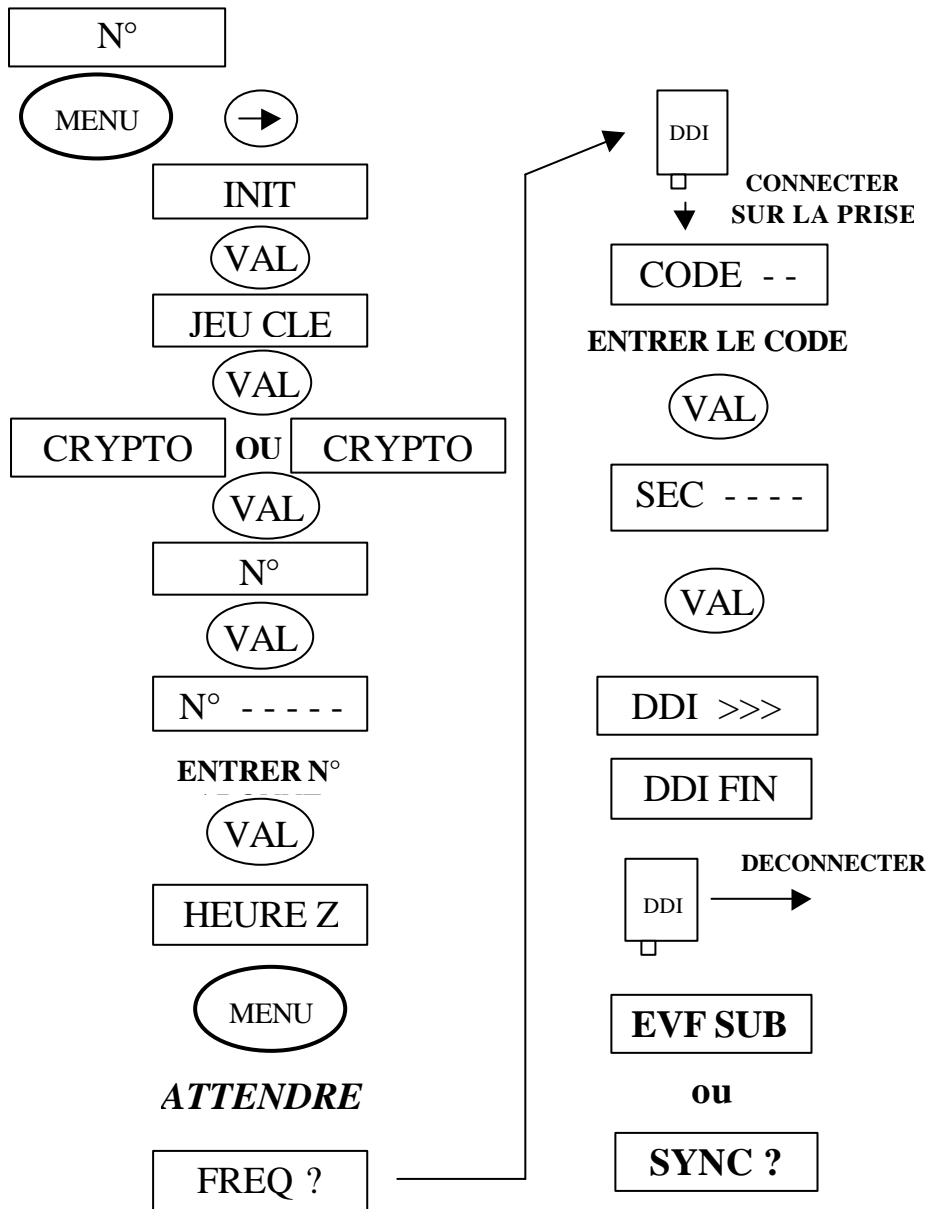 N°
MENU
INIT
VAL
JEU CLE
VAL
CRYPTO OU CRYPTO
VAL
N°
VAL
N° - - - - -
ENTRER N°
VAL
HEURE Z
MENU
ATTENDRE
FREQ ?
DDI
CONNECTER
SUR LA PRISE
CODE - -
ENTRER LE CODE
VAL
SEC - - - -
VAL
DDI >>>
DDI FIN
DECONNECTER
DDI
EVF SUB
ou
SYNC ?